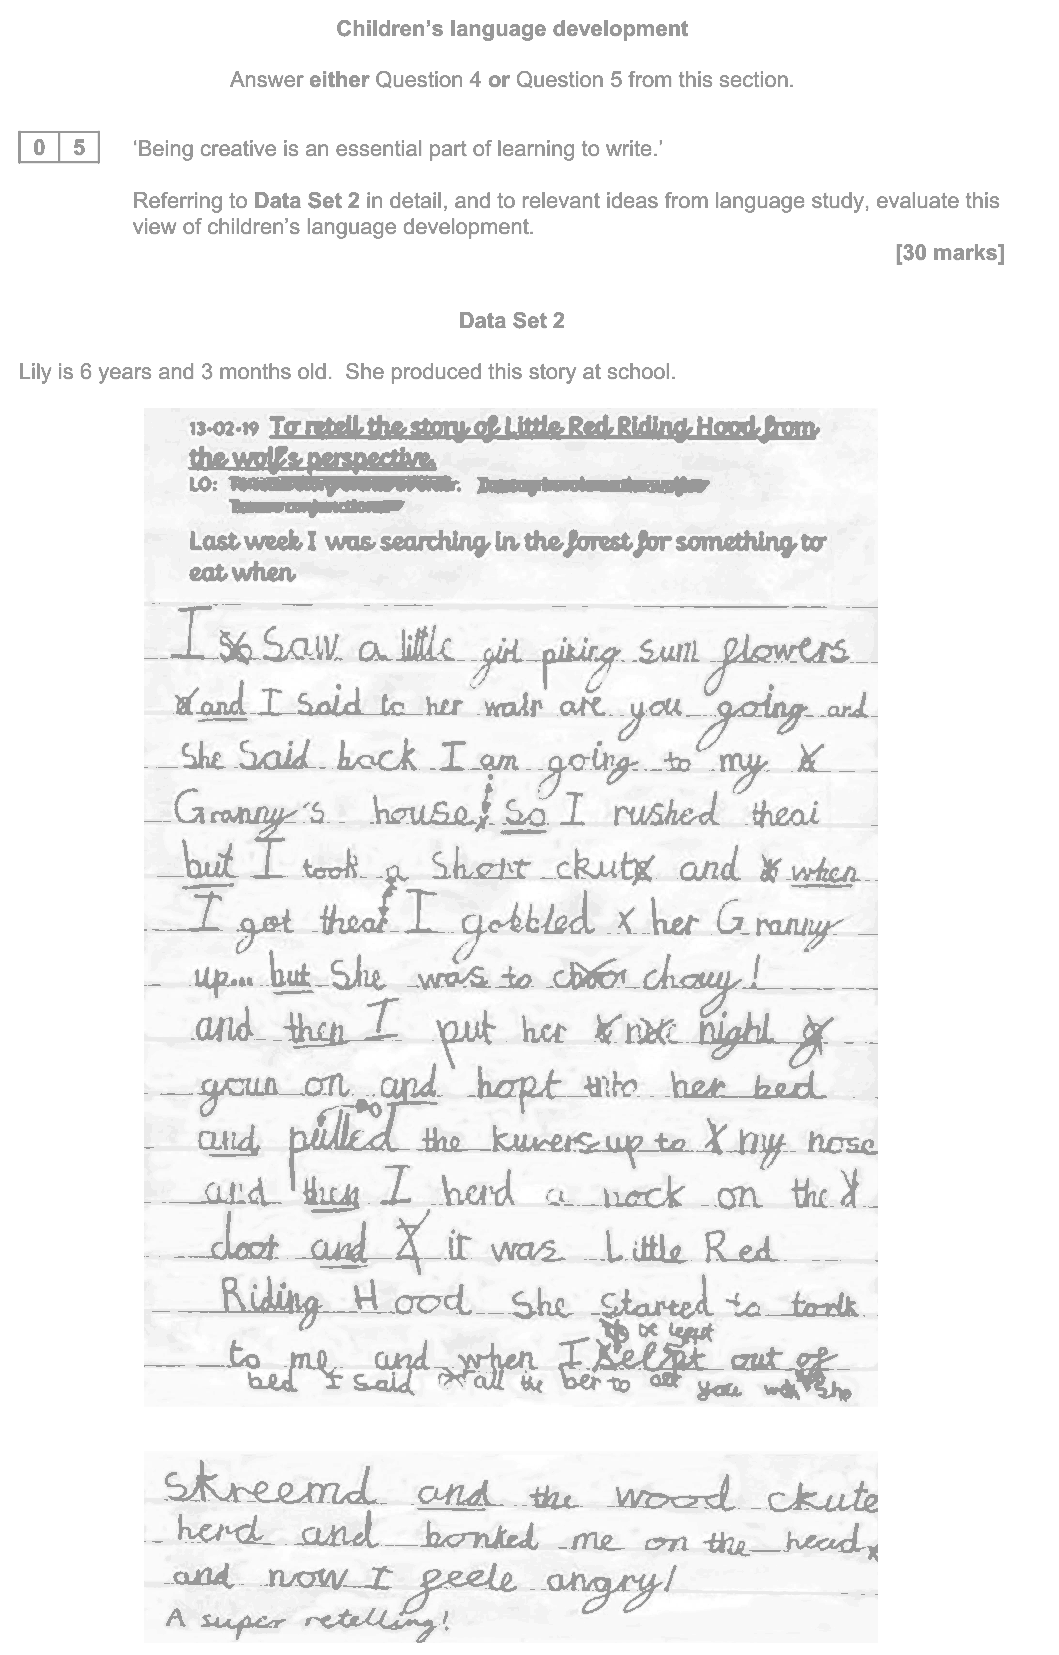 Children's language development
Answer either Question 4 or Question 5 from this section.
0 5 'Being creative is an essential part of learning to write.'
Referring to Data Set 2 in detail, and to relevant ideas from language study, evaluate this
view of children's language development.
[30 marks]
Data Set 2
Lily is 6 years and 3 months old. She produced this story at school.
13-02-19 To retell the story of Little Red Riding Hood from
the wolf's perspective.
LO:
Last week I was searching in the forest for something to
eat when
I Saw a little girl piking sum flowers
and I Said to her wair are you going and
She Said back I am going to my
Granny's house, so I rushed theai
but I took a Short ckut and when
I got thear I gobbled her Granny
up... but She was to chouy!
and then I put her night
goun on and hopt into her bed
and pulled the kuvers up to my nose
and then I herd a nock on the
door and it was Little Red
Riding Hood She started to tork
to me and when I out of
bed I said all the ber to eat you with She
skreemd and the wood ckute
herd and bonked me on the head
and now I feele angry!
A super retelling!